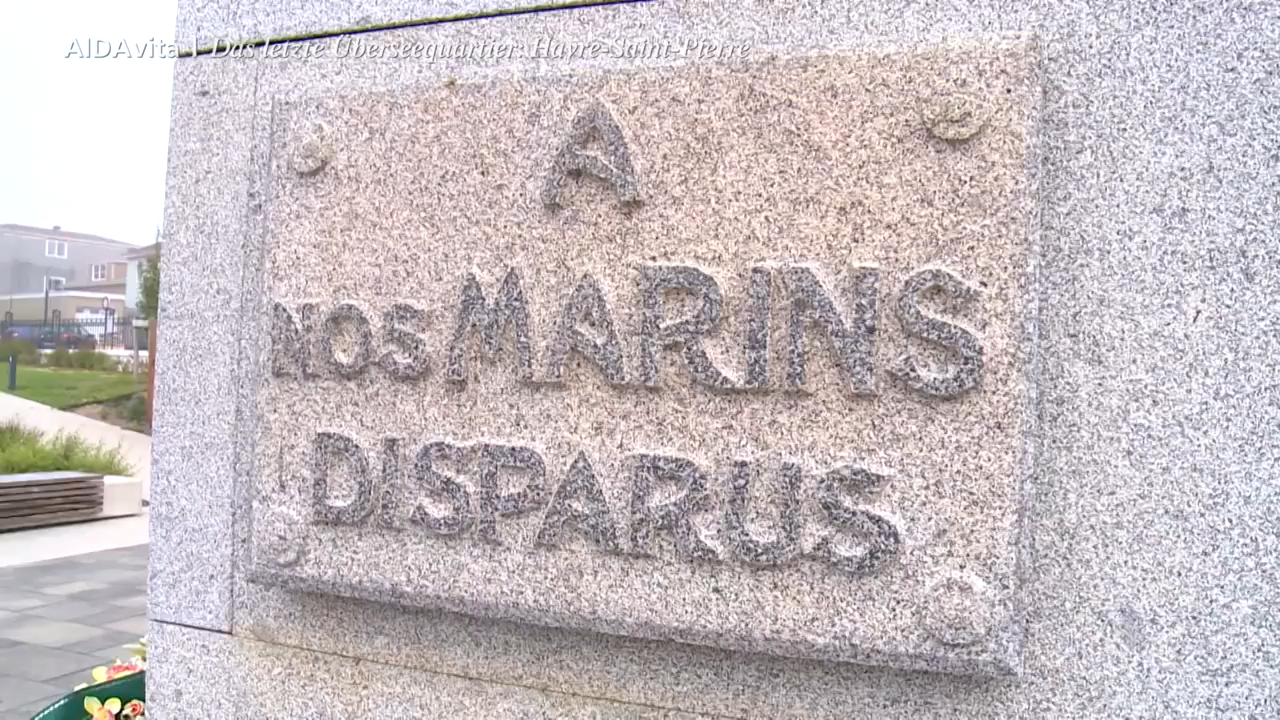 AIDAvita | Das letzte Überseequartier: Havre-Saint-Pierre
A
NOS MARINS
DISPARUS